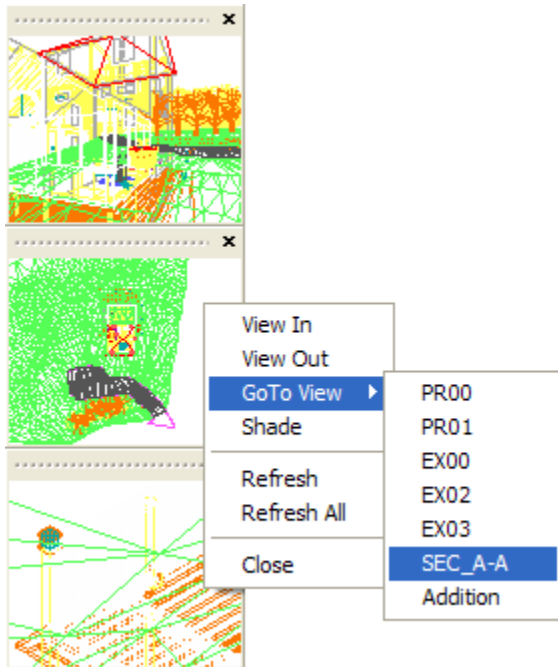 View In
View Out
GoTo View
Shade
Refresh
Refresh All
Close
PR00
PR01
EX00
EX02
EX03
SEC_A-A
Addition